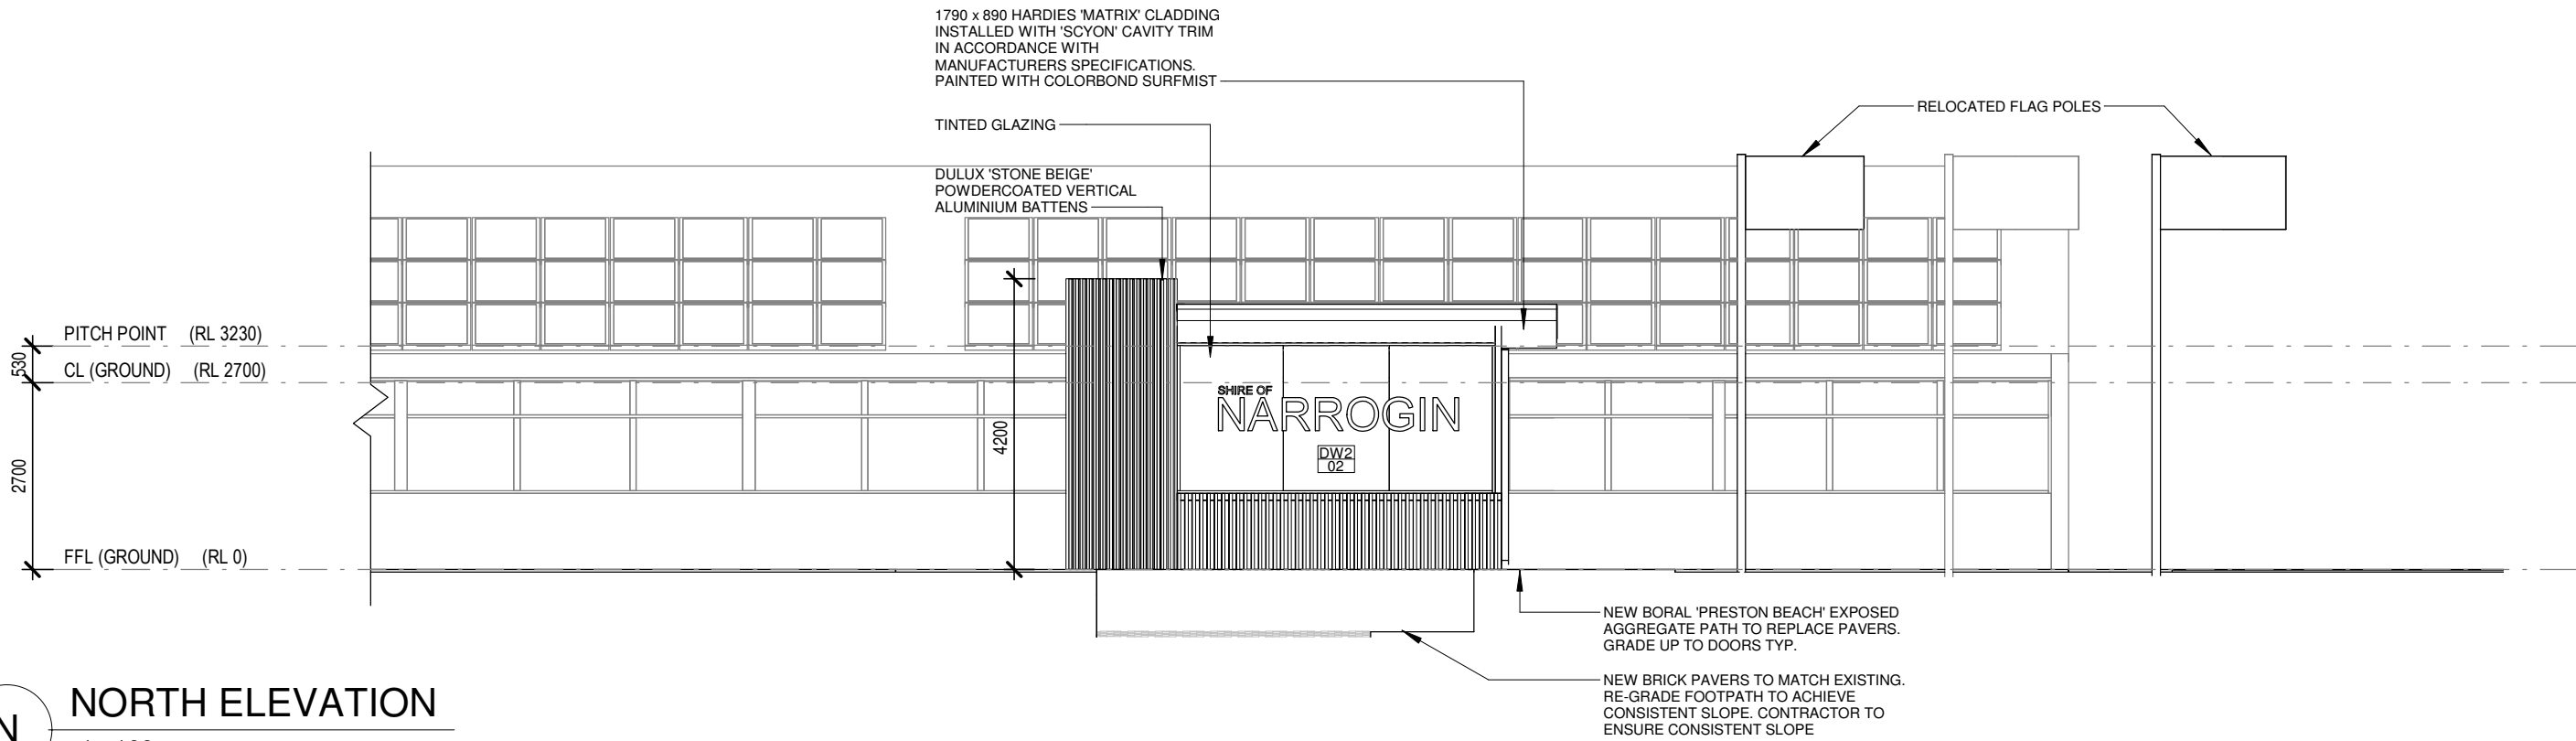 1790 x 890 HARDIES 'MATRIX' CLADDING
INSTALLED WITH 'SCYON' CAVITY TRIM
IN ACCORDANCE WITH
MANUFACTURERS SPECIFICATIONS.
PAINTED WITH COLORBOND SURFMIST
RELOCATED FLAG POLES
TINTED GLAZING
DULUX 'STONE BEIGE'
POWDERCOATED VERTICAL
ALUMINIUM BATTENS
PITCH POINT (RL 3230)
530
CL (GROUND) (RL 2700)
2700
4200
SHIRE OF
NARROGIN
DW2
02
FFL (GROUND) (RL 0)
NEW BORAL 'PRESTON BEACH' EXPOSED
AGGREGATE PATH TO REPLACE PAVERS.
GRADE UP TO DOORS TYP.
NEW BRICK PAVERS TO MATCH EXISTING.
RE-GRADE FOOTPATH TO ACHIEVE
CONSISTENT SLOPE. CONTRACTOR TO
ENSURE CONSISTENT SLOPE
N
NORTH ELEVATION